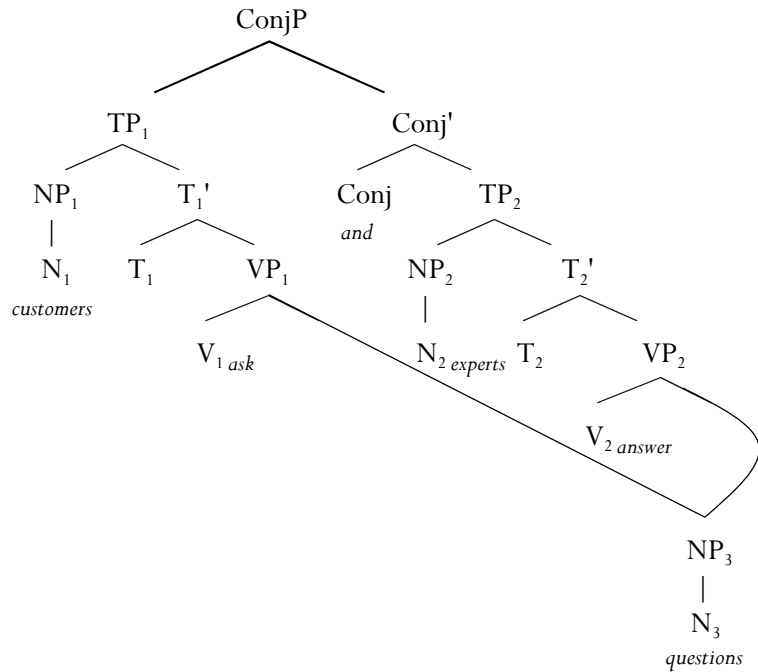 ConjP
TP₁ Conj'
NP₁ T₁' Conj TP₂
and
N₁ T₁ VP₁ NP₂ T₂'
customers
V₁ ask N₂ experts T₂ VP₂
V₂ answer
NP₃
N₃
questions